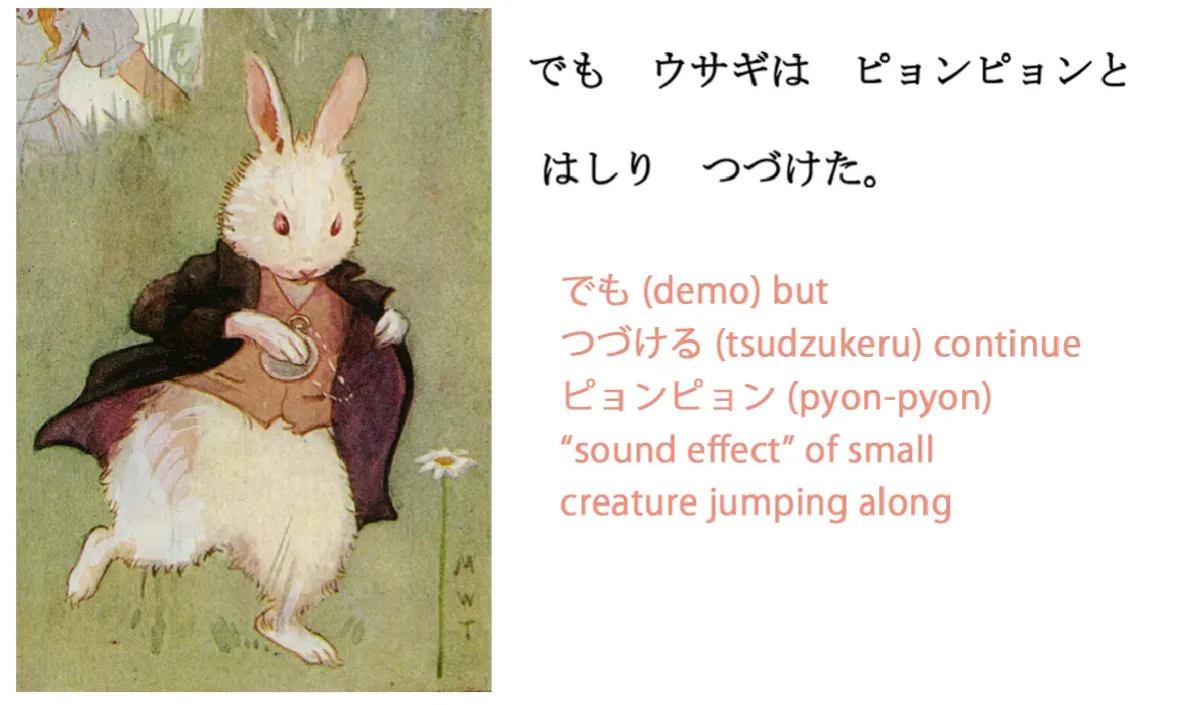 でも　ウサギは　ピョンピョンと
はしり　つづけた。
でも (demo) but
つづける (tsudzukeru) continue
ピョンピョン (pyon-pyon)
“sound effect” of small
creature jumping along
M
W
T